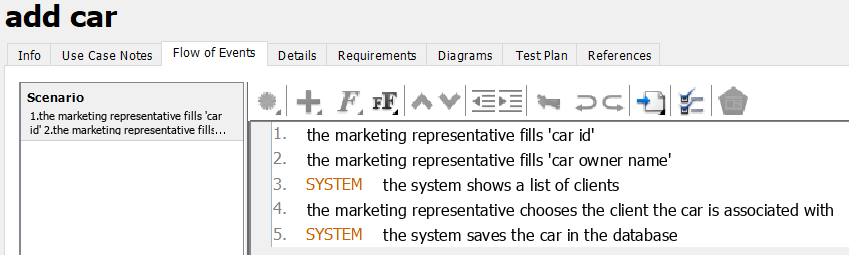 add car
Info Use Case Notes Flow of Events Details Requirements Diagrams Test Plan References
Scenario
1.the marketing representative fills 'car
id' 2.the marketing representative fills...
F FF
1. the marketing representative fills 'car id'
2. the marketing representative fills 'car owner name'
3. SYSTEM the system shows a list of clients
4. the marketing representative chooses the client the car is associated with
5. SYSTEM the system saves the car in the database